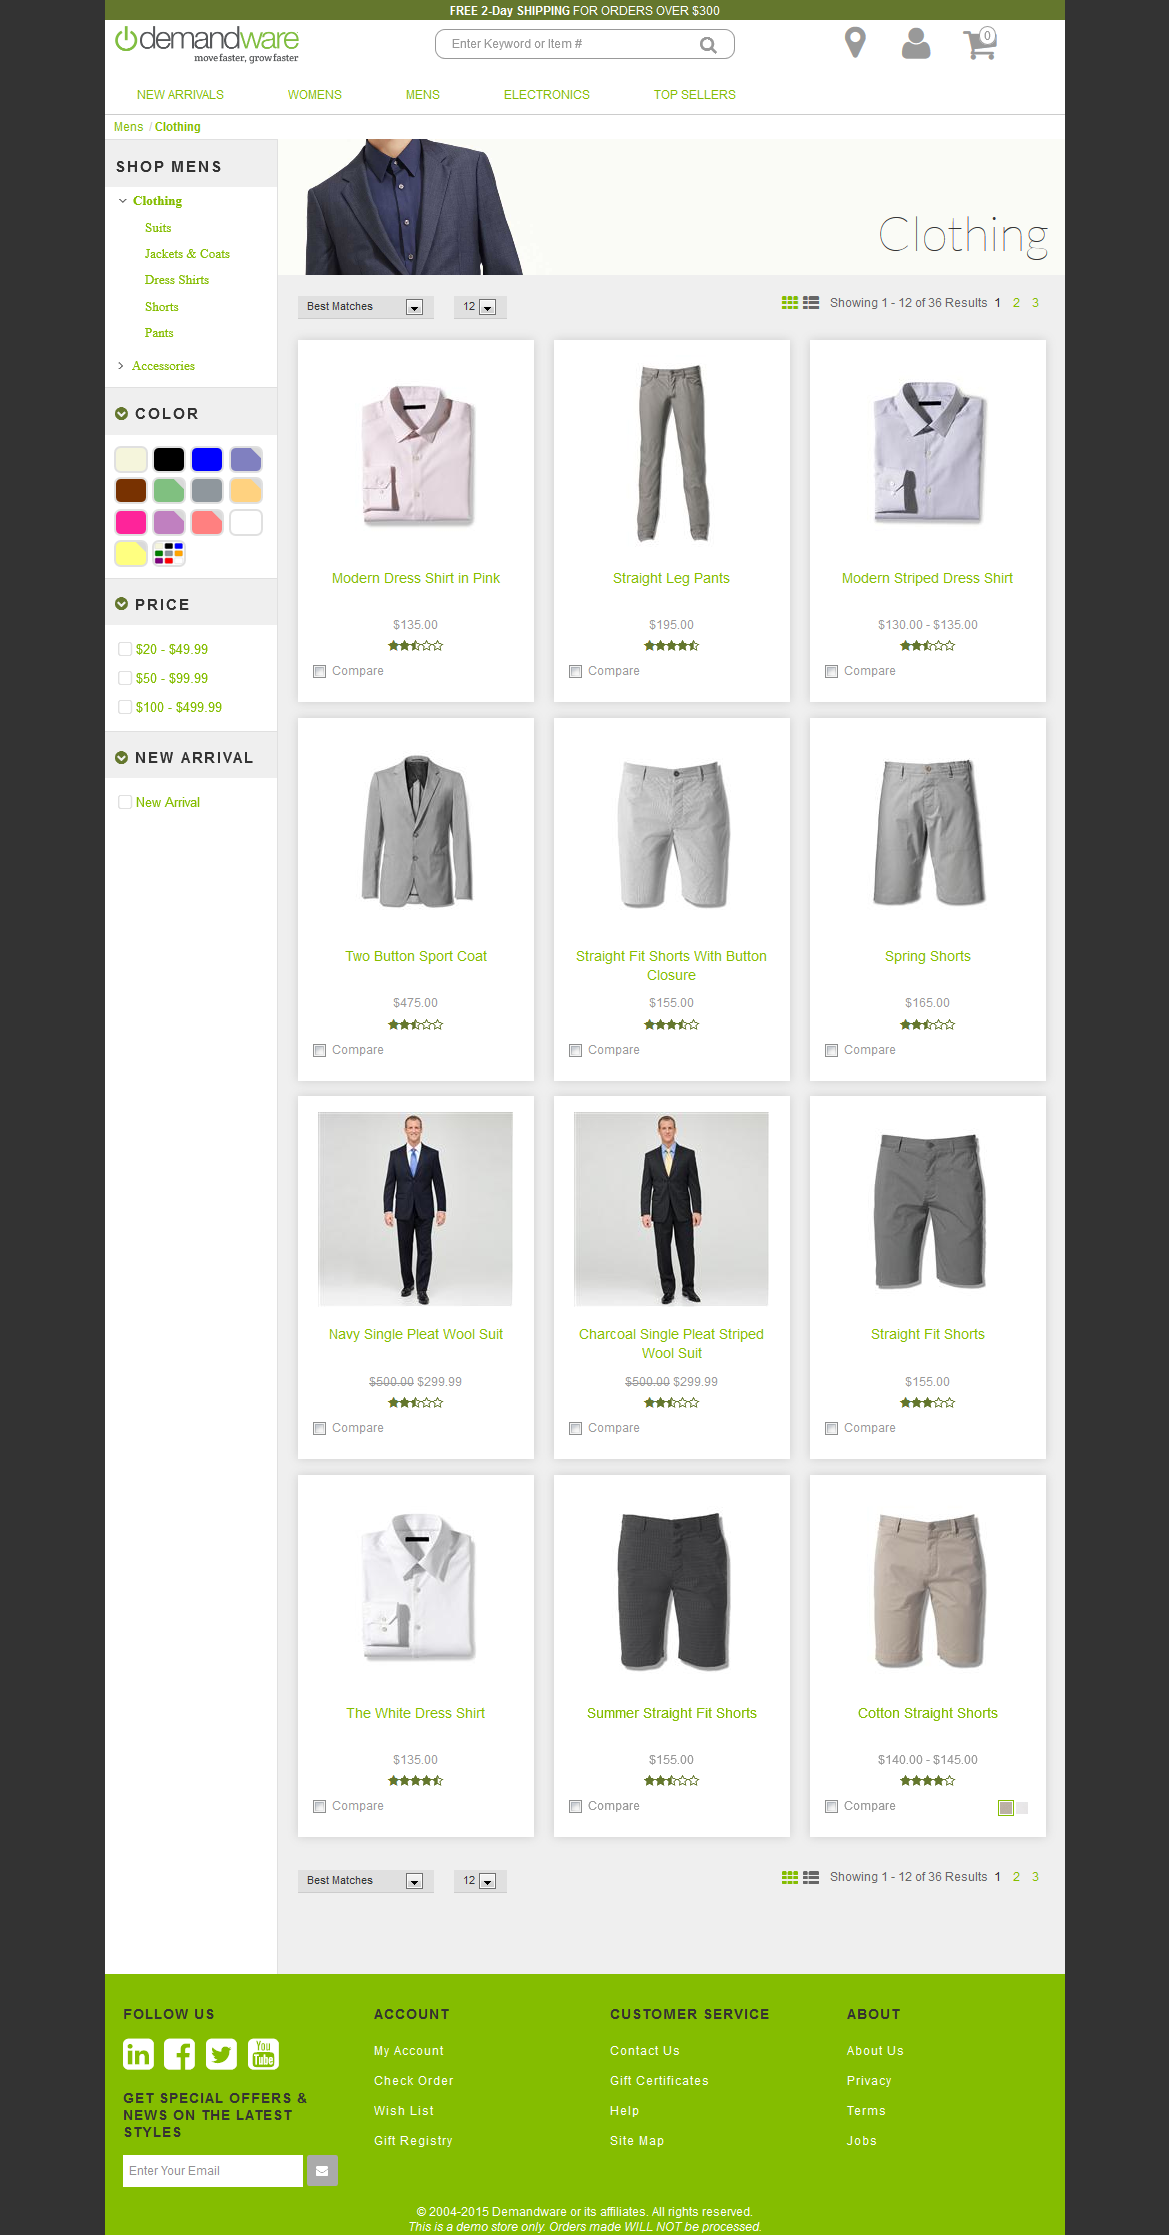 FREE 2-Day SHIPPING FOR ORDERS OVER $300
demandware
move faster, grow faster
Enter Keyword or Item #
0
NEW ARRIVALS WOMENS MENS ELECTRONICS TOP SELLERS
Mens / Clothing
SHOP MENS
Clothing
Suits
Jackets & Coats
Dress Shirts
Shorts
Pants
Accessories
COLOR
PRICE
$20 - $49.99
$50 - $99.99
$100 - $499.99
NEW ARRIVAL
New Arrival
Clothing
Best Matches 12 Showing 1 - 12 of 36 Results 1 2 3
Modern Dress Shirt in Pink
$135.00
Compare
Straight Leg Pants
$195.00
Compare
Modern Striped Dress Shirt
$130.00 - $135.00
Compare
Two Button Sport Coat
$475.00
Compare
Straight Fit Shorts With Button
Closure
$155.00
Compare
Spring Shorts
$165.00
Compare
Navy Single Pleat Wool Suit
$500.00 $299.99
Compare
Charcoal Single Pleat Striped
Wool Suit
$500.00 $299.99
Compare
Straight Fit Shorts
$155.00
Compare
The White Dress Shirt
$135.00
Compare
Summer Straight Fit Shorts
$155.00
Compare
Cotton Straight Shorts
$140.00 - $145.00
Compare
Best Matches 12 Showing 1 - 12 of 36 Results 1 2 3
FOLLOW US
in
You
Tube
GET SPECIAL OFFERS &
NEWS ON THE LATEST
STYLES
Enter Your Email
ACCOUNT
My Account
Check Order
Wish List
Gift Registry
CUSTOMER SERVICE
Contact Us
Gift Certificates
Help
Site Map
ABOUT
About Us
Privacy
Terms
Jobs
© 2004-2015 Demandware or its affiliates. All rights reserved.
This is a demo store only. Orders made WILL NOT be processed.